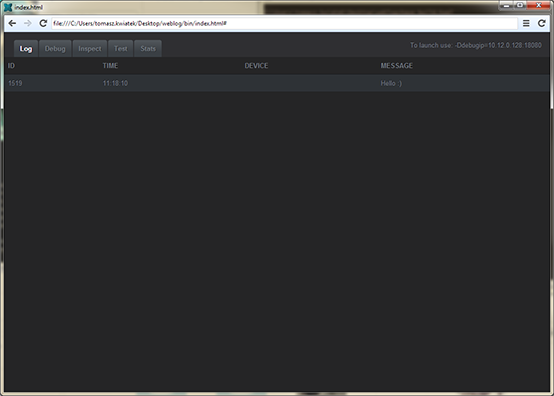 index.html
file:///C:/Users/tomasz.kwiatek/Desktop/weblog/bin/index.html#
Log Debug Inspect Test Stats
To launch use: -Ddebugip=10.12.0.128:18080
ID TIME DEVICE MESSAGE
1519 11:18:10 Hello :)